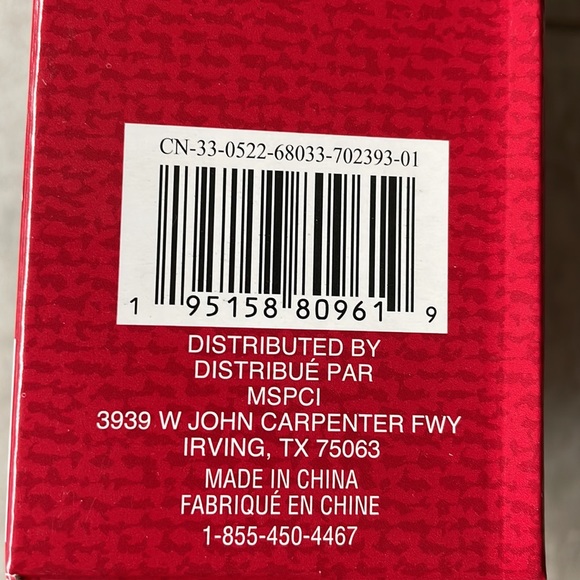 CN-33-0522-68033-702393-01
1 95158 80961 9
DISTRIBUTED BY
DISTRIBUÉ PAR
MSPCI
3939 W JOHN CARPENTER FWY
IRVING, TX 75063
MADE IN CHINA
FABRIQUÉ EN CHINE
1-855-450-4467